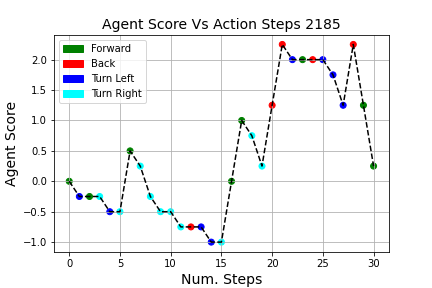 Agent Score Vs Action Steps 2185
Forward
Back
Turn Left
Turn Right
Agent Score
2.0
1.5
1.0
0.5
0.0
−0.5
−1.0
0 5 10 15 20 25 30
Num. Steps